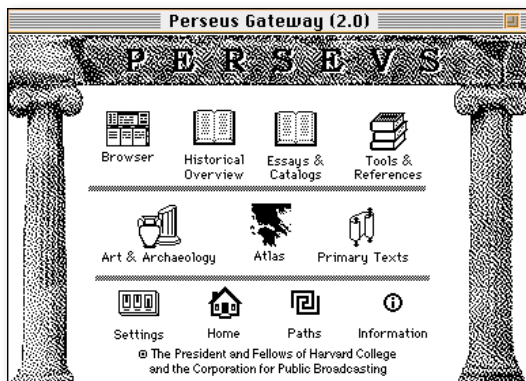 Perseus Gateway (2.0)
P E R S E V S
Browser
Historical
Overview
Essays &
Catalogs
Tools &
References
Art & Archaeology
Atlas
Primary Texts
Settings
Home
Paths
Information
© The President and Fellows of Harvard College
and the Corporation for Public Broadcasting